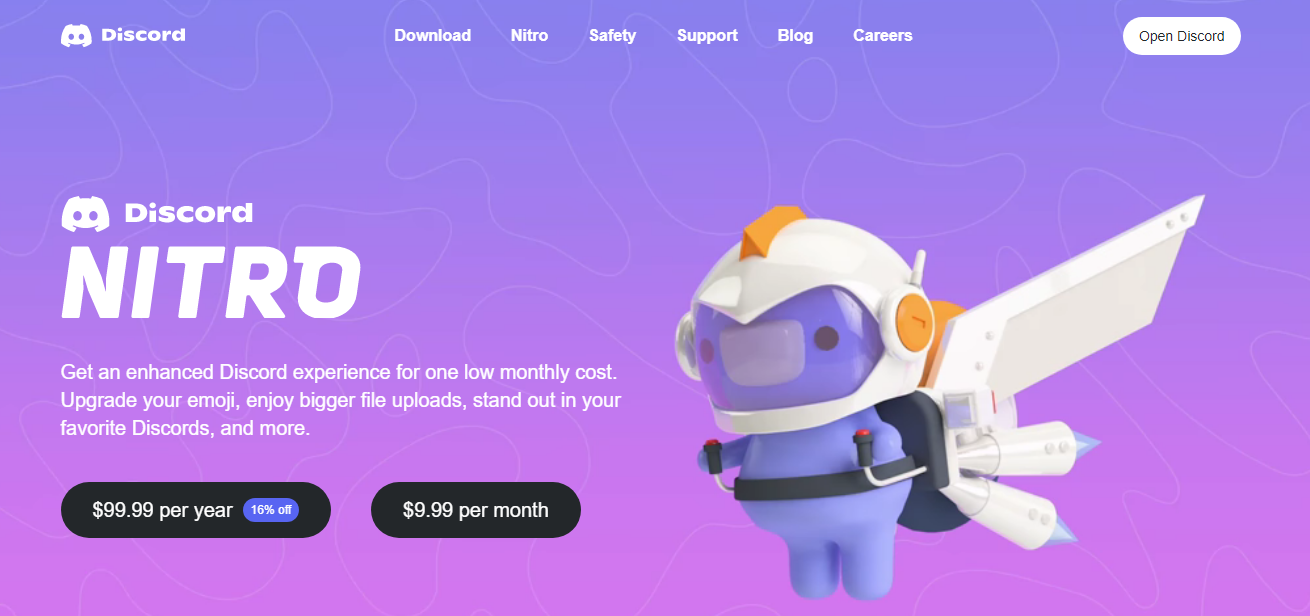 Discord
Download Nitro Safety Support Blog Careers
Open Discord
Discord
NITRO
Get an enhanced Discord experience for one low monthly cost.
Upgrade your emoji, enjoy bigger file uploads, stand out in your
favorite Discords, and more.
$99.99 per year 16% off
$9.99 per month